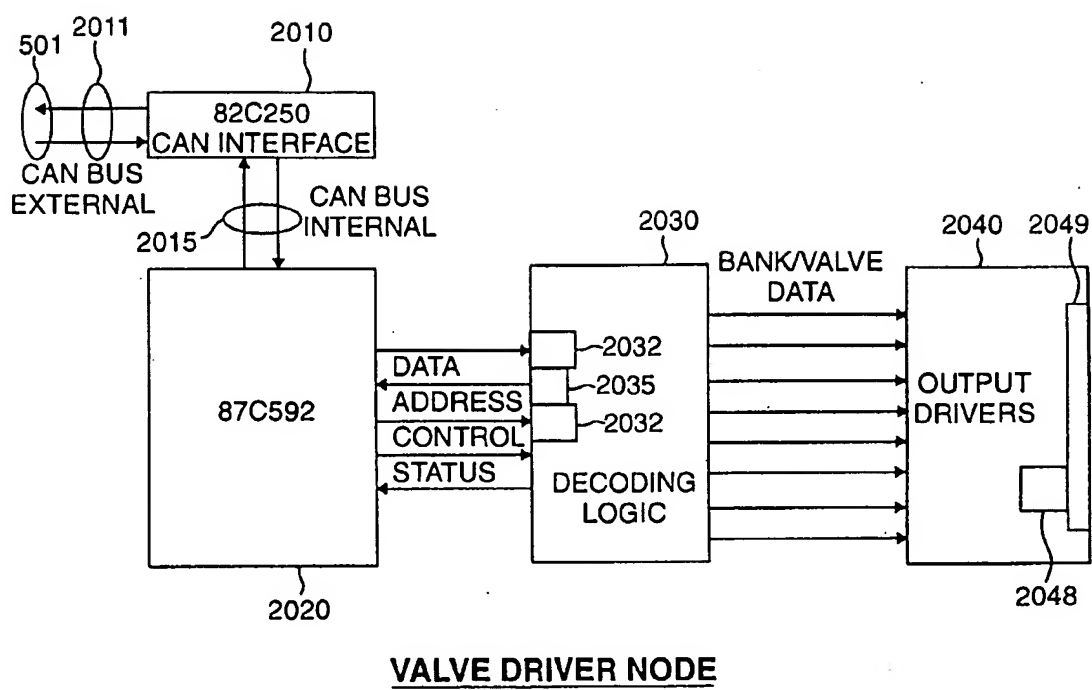 501
2011
2010
82C250
CAN INTERFACE
CAN BUS
EXTERNAL
CAN BUS
INTERNAL
2015
2030
2040
2049
BANK/VALVE
DATA
87C592
DATA
ADDRESS
CONTROL
STATUS
2032
2035
2032
DECODING
LOGIC
OUTPUT
DRIVERS
2020
2048
VALVE DRIVER NODE